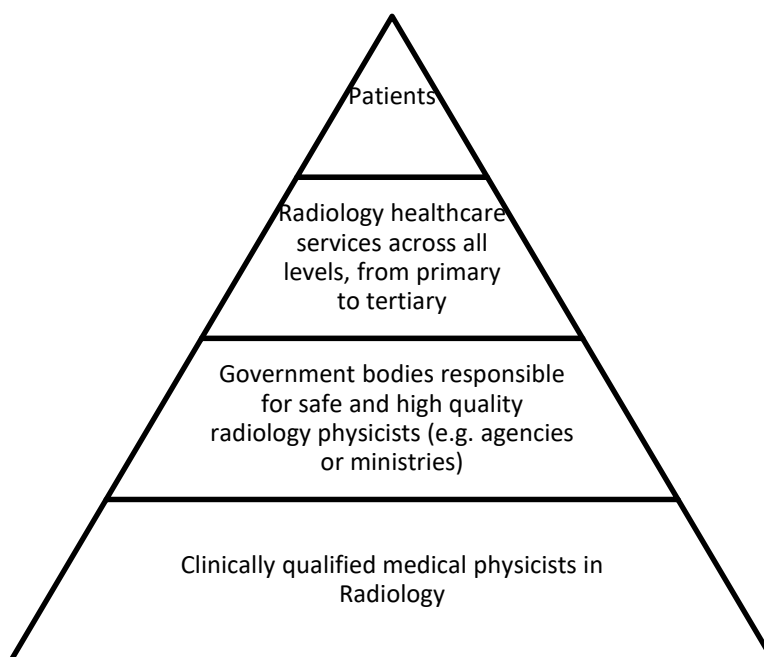 Patients
Radiology healthcare
services across all
levels, from primary
to tertiary
Government bodies responsible
for safe and high quality
radiology physicists (e.g. agencies
or ministries)
Clinically qualified medical physicists in
Radiology